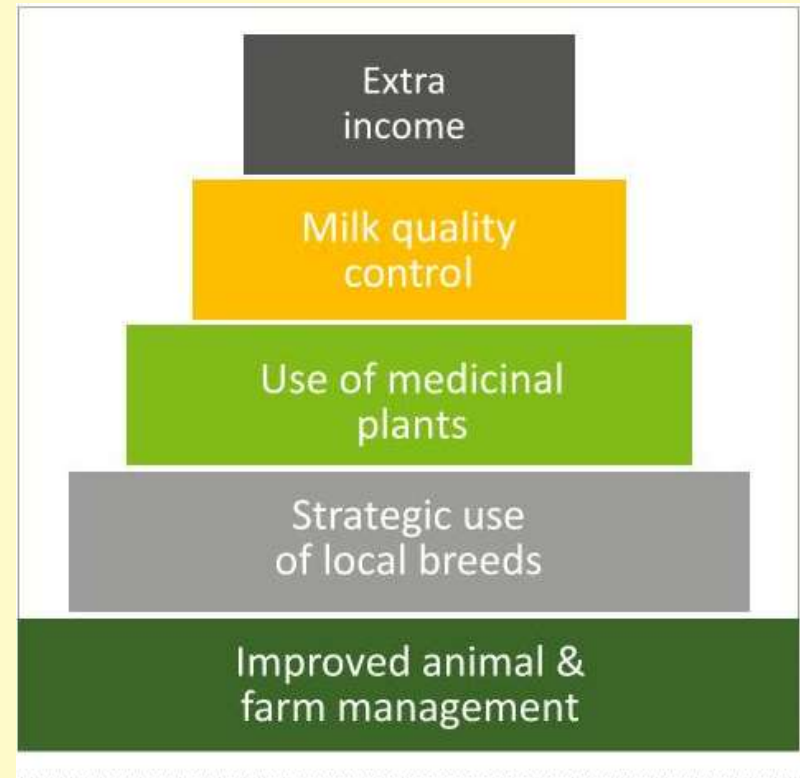 Extra
income
Milk quality
control
Use of medicinal
plants
Strategic use
of local breeds
Improved animal &
farm management